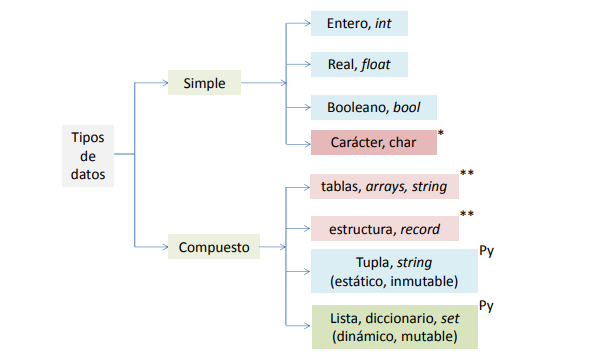 Tipos
de
datos
Simple
Entero, int
Real, float
Booleano, bool
Carácter, char *
Compuesto
tablas, arrays, string **
estructura, record **
Tupla, string Py
(estático, inmutable)
Lista, diccionario, set Py
(dinámico, mutable)